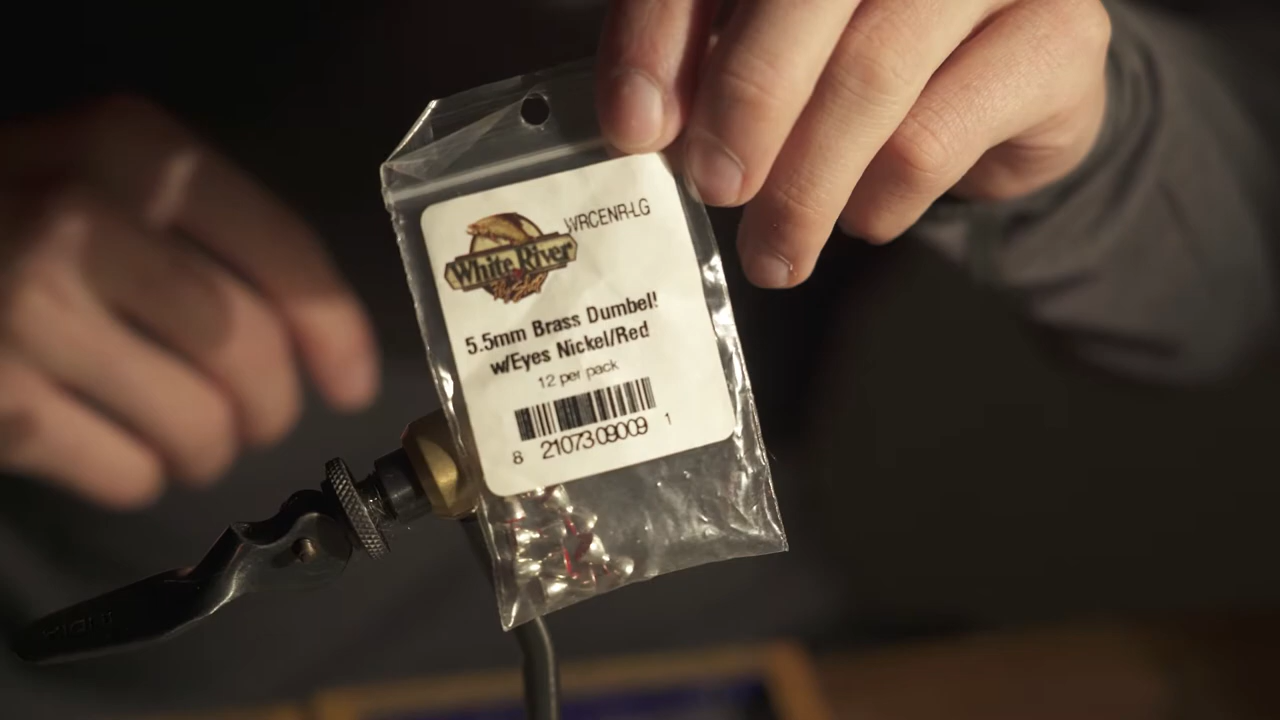 WRCENR-LG
White River
Fly Shop
5.5mm Brass Dumbell
w/Eyes Nickel/Red
12 per pack
8 21073 09009 1